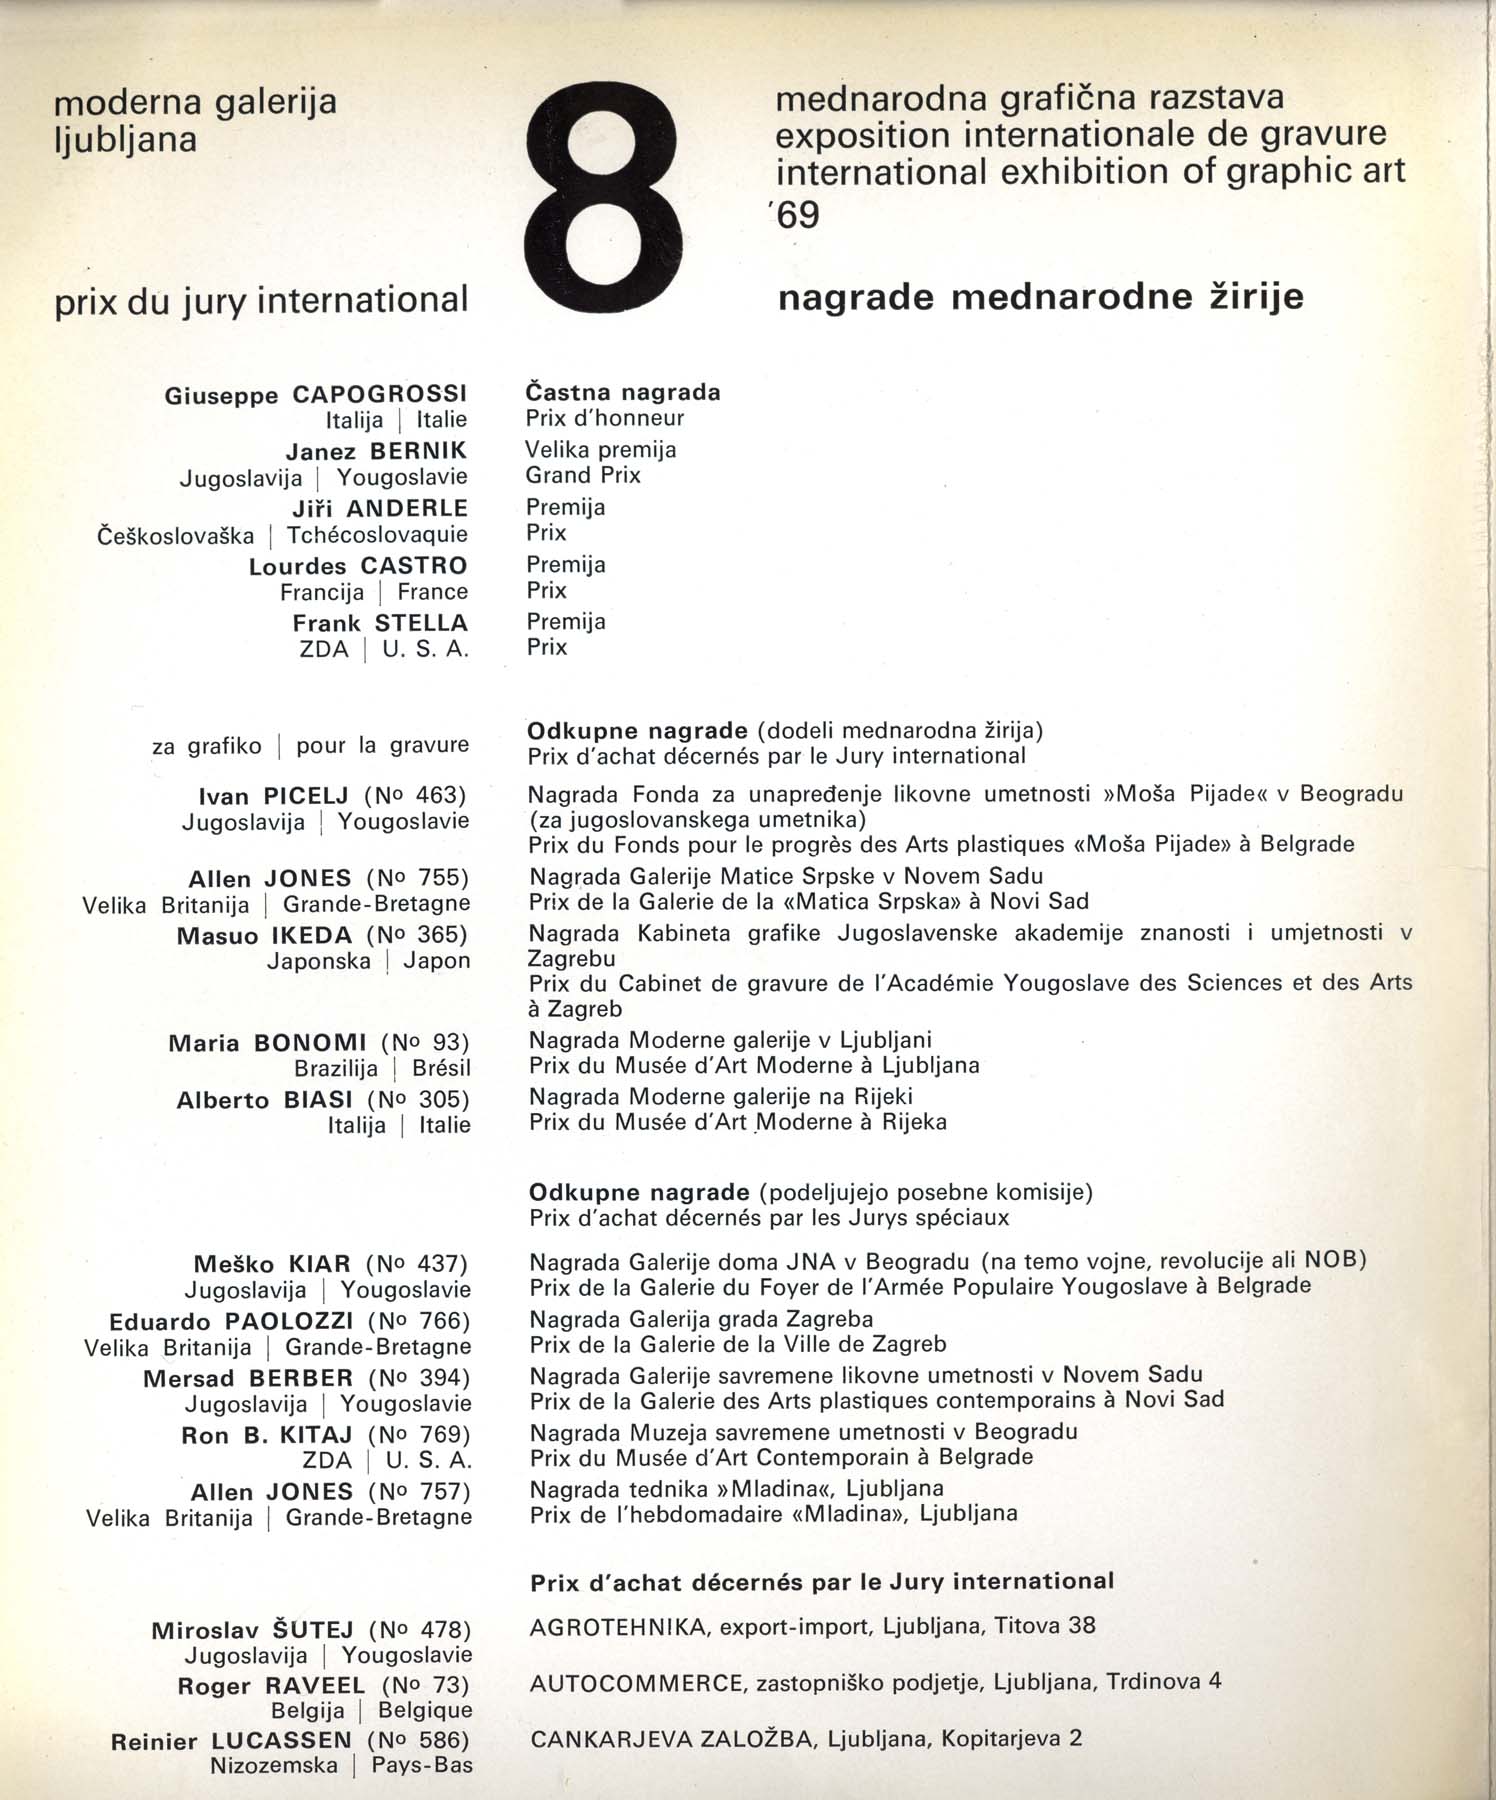 moderna galerija
ljubljana
8
mednarodna grafična razstava
exposition internationale de gravure
international exhibition of graphic art
'69
prix du jury international
nagrade mednarodne žirije
Giuseppe CAPOGROSSI
Častna nagrada
Italija | Italie
Prix d'honneur
Janez BERNIK
Velika premija
Jugoslavija | Yougoslavie
Grand Prix
Jiři ANDERLE
Premija
Češkoslovaška | Tchécoslovaquie
Prix
Lourdes CASTRO
Premija
Francija | France
Prix
Frank STELLA
Premija
ZDA | U. S. A.
Prix
za grafiko | pour la gravure
Odkupne nagrade (dodeli mednarodna žirija)
Prix d'achat décernés par le Jury international
Ivan PICELJ (No 463)
Jugoslavija | Yougoslavie
Nagrada Fonda za unapređenje likovne umetnosti »Moša Pijade« v Beogradu
(za jugoslovanskega umetnika)
Prix du Fonds pour le progrès des Arts plastiques «Moša Pijade» à Belgrade
Allen JONES (No 755)
Velika Britanija | Grande-Bretagne
Nagrada Galerije Matice Srpske v Novem Sadu
Prix de la Galerie de la «Matica Srpska» à Novi Sad
Masuo IKEDA (No 365)
Japonska | Japon
Nagrada Kabineta grafike Jugoslavenske akademije znanosti i umjetnosti v
Zagrebu
Prix du Cabinet de gravure de l'Académie Yougoslave des Sciences et des Arts
à Zagreb
Maria BONOMI (No 93)
Brazilija | Brésil
Nagrada Moderne galerije v Ljubljani
Prix du Musée d'Art Moderne à Ljubljana
Alberto BIASI (No 305)
Italija | Italie
Nagrada Moderne galerije na Rijeki
Prix du Musée d'Art Moderne à Rijeka
Odkupne nagrade (podeljujejo posebne komisije)
Prix d'achat décernés par les Jurys spéciaux
Meško KIAR (No 437)
Jugoslavija | Yougoslavie
Nagrada Galerije doma JNA v Beogradu (na temo vojne, revolucije ali NOB)
Prix de la Galerie du Foyer de l'Armée Populaire Yougoslave à Belgrade
Eduardo PAOLOZZI (No 766)
Velika Britanija | Grande-Bretagne
Nagrada Galerija grada Zagreba
Prix de la Galerie de la Ville de Zagreb
Mersad BERBER (No 394)
Jugoslavija | Yougoslavie
Nagrada Galerije savremene likovne umetnosti v Novem Sadu
Prix de la Galerie des Arts plastiques contemporains à Novi Sad
Ron B. KITAJ (No 769)
ZDA | U. S. A.
Nagrada Muzeja savremene umetnosti v Beogradu
Prix du Musée d'Art Contemporain à Belgrade
Allen JONES (No 757)
Velika Britanija | Grande-Bretagne
Nagrada tednika »Mladina«, Ljubljana
Prix de l'hebdomadaire «Mladina», Ljubljana
Prix d'achat décernés par le Jury international
Miroslav ŠUTEJ (No 478)
Jugoslavija | Yougoslavie
AGROTEHNIKA, export-import, Ljubljana, Titova 38
Roger RAVEEL (No 73)
Belgija | Belgique
AUTOCOMMERCE, zastopniško podjetje, Ljubljana, Trdinova 4
Reinier LUCASSEN (No 586)
Nizozemska | Pays-Bas
CANKARJEVA ZALOŽBA, Ljubljana, Kopitarjeva 2